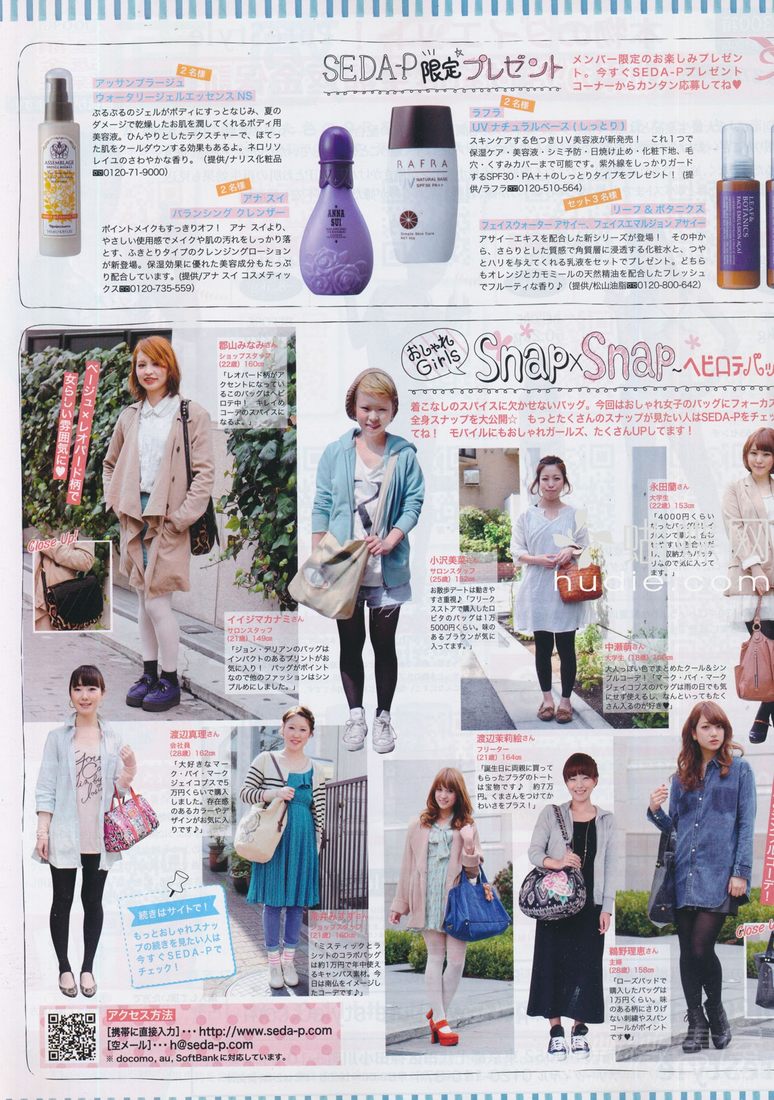 SEDA-P 限定プレゼント
メンバー限定のお楽しみプレゼン
ト。今すぐSEDA-Pプレゼント
コーナーからカンタン応募してね♥
2名様
アッサンブラージュ
ウォータリージェルエッセンス NS
ぷるぷるのジェルがボディにすっとなじみ、夏の
ダメージで乾燥したお肌を潤してくれるボディ用
美容液。ひんやりとしたテクスチャーで、ほてっ
た肌をクールダウンする効果もあるよ。ネロリソ
レイユのさわやかな香り。(提供/ナリス化粧品
0120-71-9000)
2名様
アナ スイ
バランシング クレンザー
ポイントメイクもすっきりオフ! アナ スイより、
やさしい使用感でメイクや肌の汚れをしっかり落
とす、ふきとりタイプのクレンジングローション
が新登場。保湿効果に優れた美容成分もたっぷ
り配合しています。(提供/アナ スイ コスメティ
ックス0120-735-559)
ASSEMBLAGE
ANNA
SUI
RAFRA
UV
NATURAL BASE
SPF30 PA++
2名様
ラフラ
UVナチュラルベース(しっとり)
スキンケアする色つきUV美容液が新発売! これ1つで
保湿ケア・美容液・シミ予防・日焼け止め・化粧下地、毛
穴・くすみカバーまで可能です。紫外線をしっかりガード
するSPF30・PA++のしっとりタイプをプレゼント! (提
供/ラフラ0120-510-564)
セット3名様
リーフ&ボタニクス
フェイスウォーター アサイー、フェイスエマルジョン アサイー
アサイーエキスを配合した新シリーズが登場! その中か
ら、さらりとした質感で角質層に浸透する化粧水と、つや
とハリを与えてくれる乳液をセットでプレゼント。どちら
もオレンジとカモミールの天然精油を配合したフレッシュ
でフルーティな香り♪(提供/松山油脂0120-800-642)
LEAF &
BOTANICS
おしゃれ
Girls
Snap×Snap~ヘビロテバッ
着こなしのスパイスに欠かせないバッグ。今回はおしゃれ女子のバッグにフォーカス
全身スナップを大公開☆ もっとたくさんのスナップが見たい人はSEDA-Pをチェッ
てね! モバイルにもおしゃれガールズ、たくさんUPしてます!
ベージュ×レオパード柄で
女らしい雰囲気に♥
郡山みなみさん
ショップスタッフ
(22歳) 160㎝
「レオパード柄が
アクセントになってい
るこのバッグはヘビ
ロテ中! キレイめ
コーデのスパイスに
なるよ。」
Close Up!
イイジマカナミさん
サロンスタッフ
(21歳) 149㎝
「ジョン・デリアンのバッグは
インパクトのあるプリントがお
気に入り! バッグがポイント
なので他のファッションはシン
プルめにしました。」
小沢美菜さん
サロンスタッフ
(25歳) 152㎝
お散歩デートは動きや
すさ重視♪「フリーク
スストアで購入したロ
ピタのバッグは1万
5000円くらい。味の
あるブラウンが気に
入ってます。」
永田蘭さん
大学生
(22歳) 153㎝
「4000円くらい
hudie.com
中瀬萌さん
大学生 (18歳) 160㎝
大人っぽい色でまとめたクール&シ
ンプルコーデ!「マーク・バイ・マーク
ジェイコブスのバッグは雨の日でも気
にせず使えるし、なんといってもたく
さん入るのが好き♥」
渡辺真理さん
会社員
(28歳) 162㎝
「大好きなマー
ク・バイ・マーク
ジェイコブスで5
万円くらいで購入
しました。存在感
のあるカラーやデ
ザインがお気に入
りです♪」
続きはサイトで!
もっとおしゃれスナッ
プの続きを見たい人は
今すぐSEDA-Pで
チェック!
ショップスタッフ
(21歳) 160㎝
「ミスティックとラ
シットのコラボバッグ
は約1万円で年中使え
るキャンバス素材。今
日は南仏をイメージし
たコーデです♪」
渡辺茉莉絵さん
フリーター
(21歳) 164㎝
「誕生日に両親に買って
もらったプラダのトート
は宝物です♪ 約7万
円。くまさんをつけてか
わいさをプラス!」
鵜野理恵さん
主婦
(28歳) 158㎝
「ローズバッドで
購入したバッグは
1万円くらい。味
のある柄にさりげ
ない刺繍やスパン
コールがポイント
です♥」
Close Up
アクセス方法
[携帯に直接入力]・・・http://www.seda-p.com
[空メール]・・・h@seda-p.com
※ docomo, au, SoftBankに対応しています。